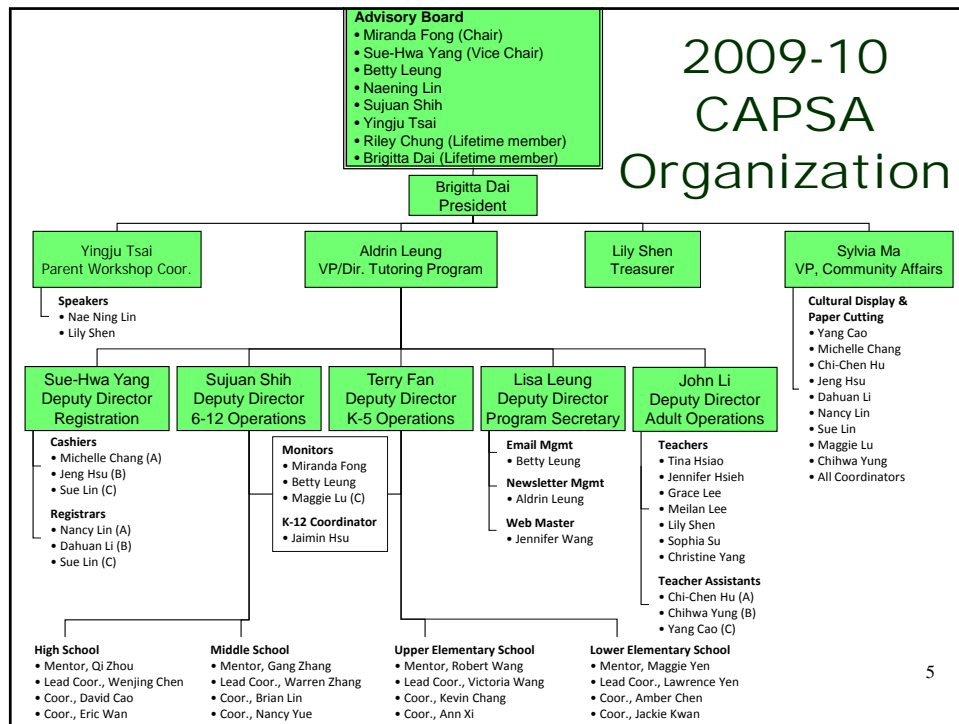 Advisory Board
• Miranda Fong (Chair)
• Sue-Hwa Yang (Vice Chair)
• Betty Leung
• Naening Lin
• Sujuan Shih
• Yingju Tsai
• Riley Chung (Lifetime member)
• Brigitta Dai (Lifetime member)
2009-10
CAPSA
Organization
Brigitta Dai
President
Yingju Tsai
Parent Workshop Coor.
Aldrin Leung
VP/Dir. Tutoring Program
Lily Shen
Treasurer
Sylvia Ma
VP, Community Affairs
Speakers
• Nae Ning Lin
• Lily Shen
Cultural Display &
Paper Cutting
• Yang Cao
• Michelle Chang
• Chi-Chen Hu
• Jeng Hsu
• Dahuan Li
• Nancy Lin
• Sue Lin
• Maggie Lu
• Chihwa Yung
• All Coordinators
Sue-Hwa Yang
Deputy Director
Registration
Sujuan Shih
Deputy Director
6-12 Operations
Terry Fan
Deputy Director
K-5 Operations
Lisa Leung
Deputy Director
Program Secretary
John Li
Deputy Director
Adult Operations
Cashiers
• Michelle Chang (A)
• Jeng Hsu (B)
• Sue Lin (C)
Registrars
• Nancy Lin (A)
• Dahuan Li (B)
• Sue Lin (C)
Monitors
• Miranda Fong
• Betty Leung
• Maggie Lu (C)
K-12 Coordinator
• Jaimin Hsu
Email Mgmt
• Betty Leung
Newsletter Mgmt
• Aldrin Leung
Web Master
• Jennifer Wang
Teachers
• Tina Hsiao
• Jennifer Hsieh
• Grace Lee
• Meilan Lee
• Lily Shen
• Sophia Su
• Christine Yang
Teacher Assistants
• Chi-Chen Hu (A)
• Chihwa Yung (B)
• Yang Cao (C)
High School
• Mentor, Qi Zhou
• Lead Coor., Wenjing Chen
• Coor., David Cao
• Coor., Eric Wan
Middle School
• Mentor, Gang Zhang
• Lead Coor., Warren Zhang
• Coor., Brian Lin
• Coor., Nancy Yue
Upper Elementary School
• Mentor, Robert Wang
• Lead Coor., Victoria Wang
• Coor., Kevin Chang
• Coor., Ann Xi
Lower Elementary School
• Mentor, Maggie Yen
• Lead Coor., Lawrence Yen
• Coor., Amber Chen
• Coor., Jackie Kwan
5